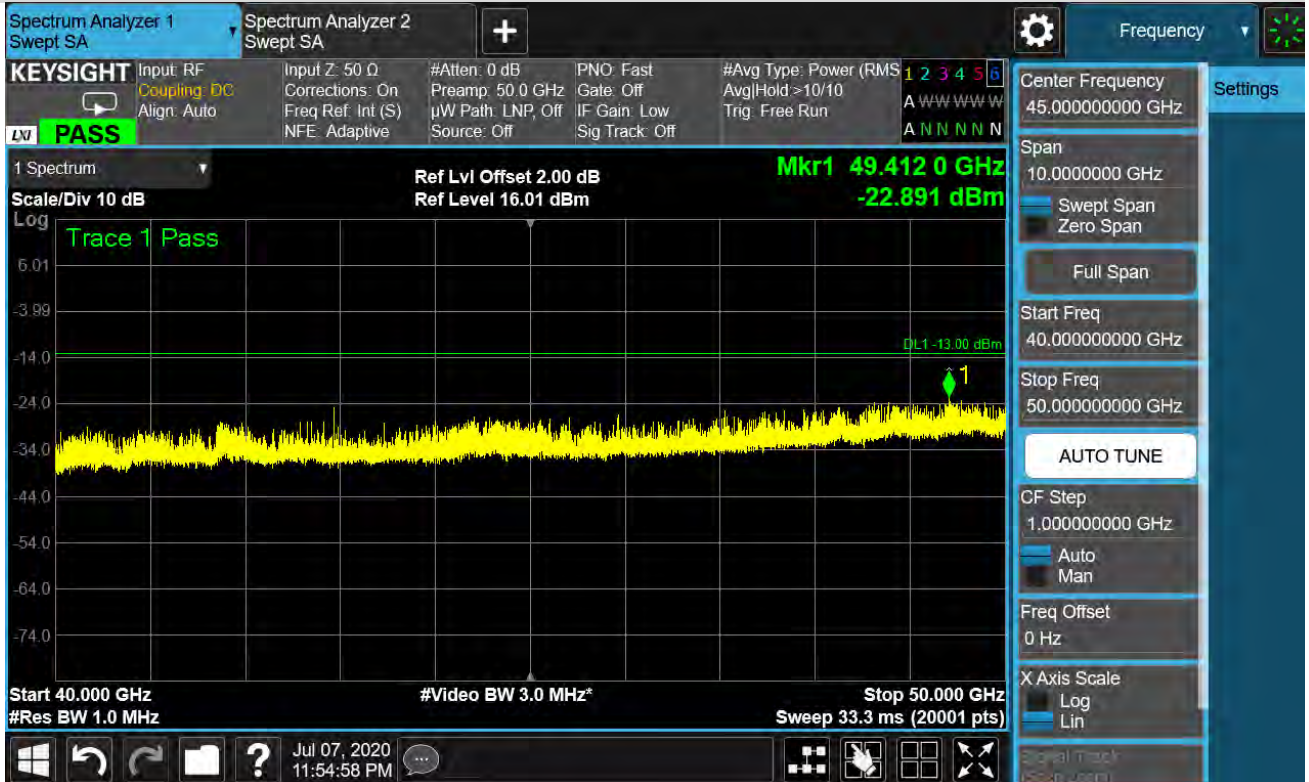 Spectrum Analyzer 1
Swept SA
Spectrum Analyzer 2
Swept SA
+
Frequency
KEYSIGHT
LXI
PASS
Input: RF
Coupling: DC
Align: Auto
Input Z: 50 Ω
Corrections: On
Freq Ref: Int (S)
NFE: Adaptive
#Atten: 0 dB
Preamp: 50.0 GHz
µW Path: LNP, Off
Source: Off
PNO: Fast
Gate: Off
IF Gain: Low
Sig Track: Off
#Avg Type: Power (RMS
Avg|Hold >10/10
Trig: Free Run
1 2 3 4 5 6
A W W W W W
A N N N N N
Settings
1 Spectrum
Scale/Div 10 dB
Log
Ref Lvl Offset 2.00 dB
Ref Level 16.01 dBm
Mkr1 49.412 0 GHz
-22.891 dBm
Trace 1 Pass
6.01
-3.99
-14.0
-24.0
-34.0
-44.0
-54.0
-64.0
-74.0
DL1 -13.00 dBm
1
Start 40.000 GHz
#Res BW 1.0 MHz
#Video BW 3.0 MHz*
Stop 50.000 GHz
Sweep 33.3 ms (20001 pts)
Center Frequency
45.000000000 GHz
Span
10.0000000 GHz
Swept Span
Zero Span
Full Span
Start Freq
40.000000000 GHz
Stop Freq
50.000000000 GHz
AUTO TUNE
CF Step
1.000000000 GHz
Auto
Man
Freq Offset
0 Hz
X Axis Scale
Log
Lin
Signal Track
?
Jul 07, 2020
11:54:58 PM